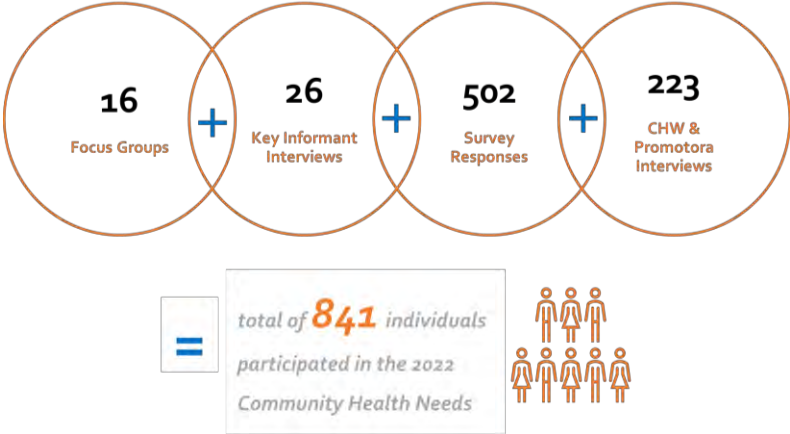 16
Focus Groups
+
26
Key Informant
Interviews
+
502
Survey
Responses
+
223
CHW &
Promotora
Interviews
=
total of 841 individuals
participated in the 2022
Community Health Needs